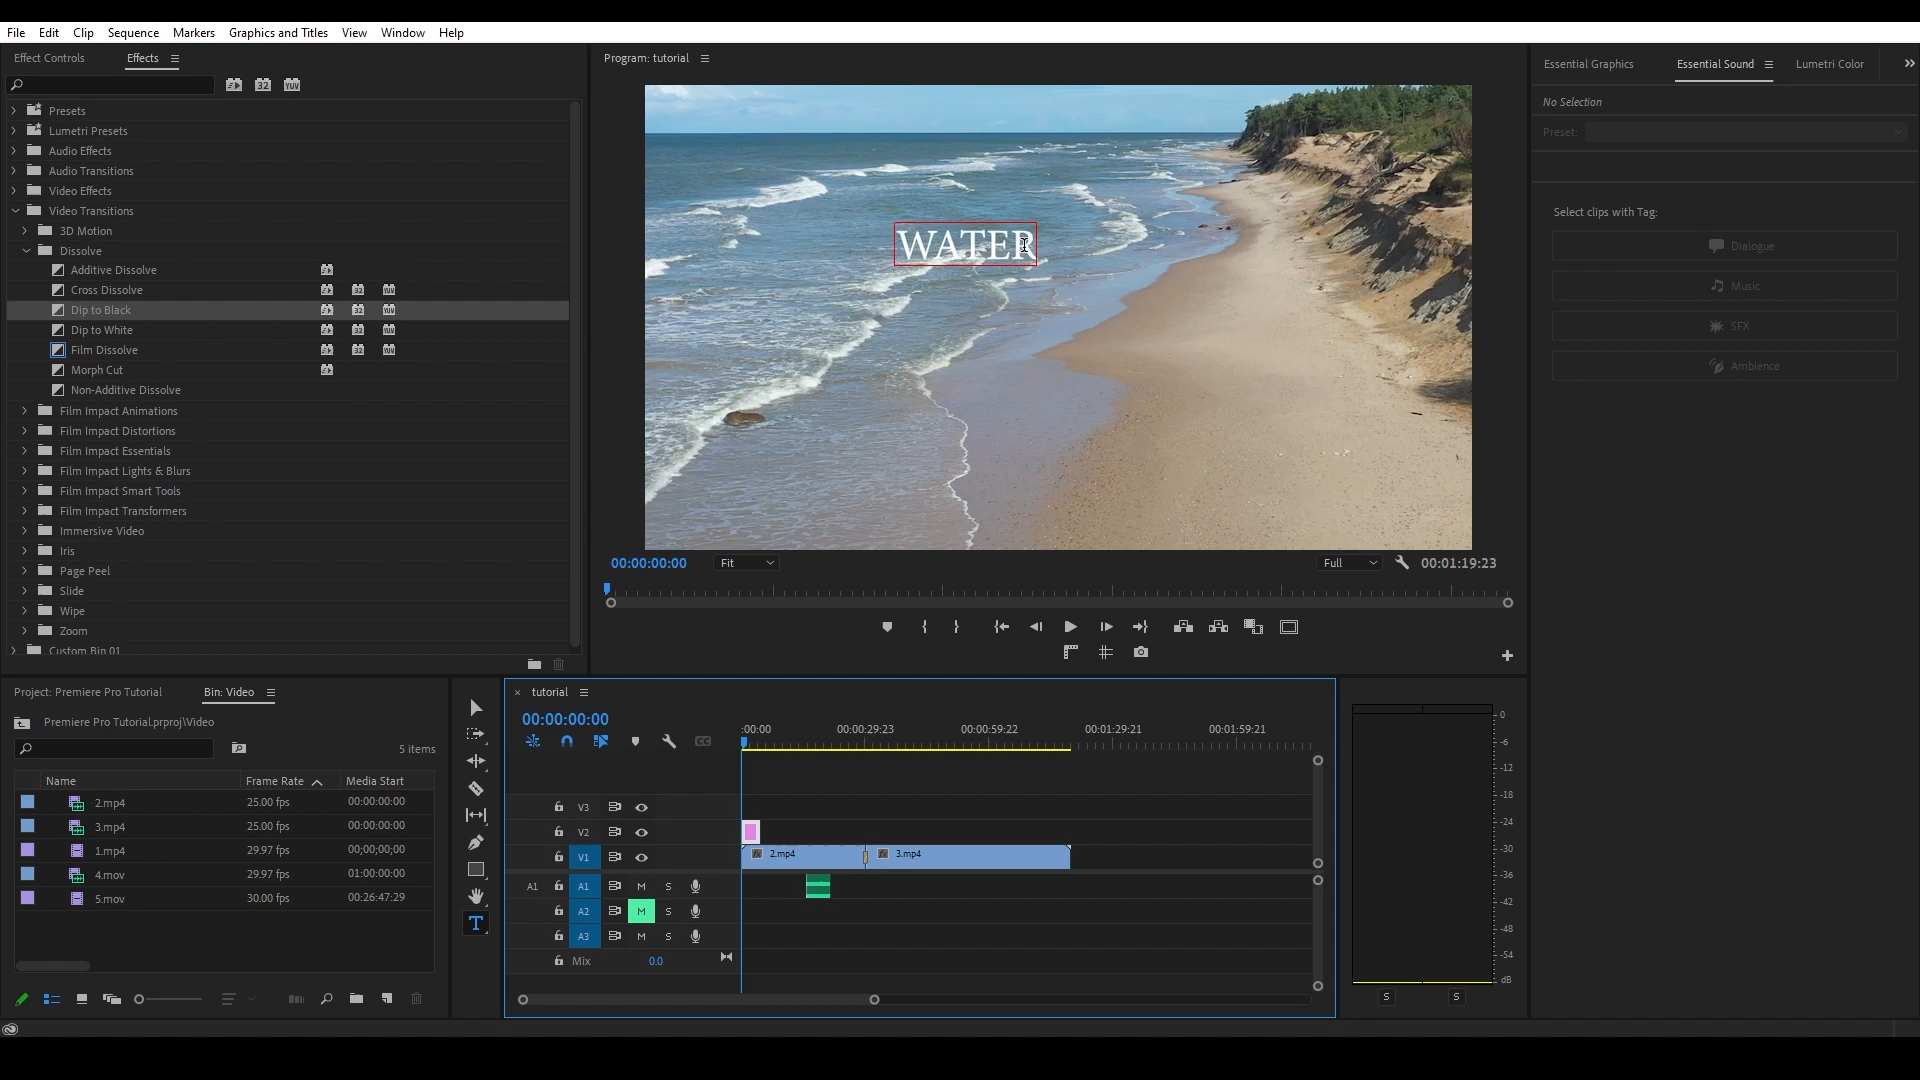 File Edit Clip Sequence Markers Graphics and Titles View Window Help
Effect Controls Effects
Presets
Lumetri Presets
Audio Effects
Audio Transitions
Video Effects
Video Transitions
3D Motion
Dissolve
Additive Dissolve
Cross Dissolve
Dip to Black
Dip to White
Film Dissolve
Morph Cut
Non-Additive Dissolve
Film Impact Animations
Film Impact Distortions
Film Impact Essentials
Film Impact Lights & Blurs
Film Impact Smart Tools
Film Impact Transformers
Immersive Video
Iris
Page Peel
Slide
Wipe
Zoom
Custom Bin 01
Program: tutorial
WATER
00:00:00:00 Fit Full 00:01:19:23
Essential Graphics Essential Sound Lumetri Color
No Selection
Preset:
Select clips with Tag:
Dialogue
Music
SFX
Ambience
Project: Premiere Pro Tutorial Bin: Video
Premiere Pro Tutorial.prproj\Video
5 items
Name Frame Rate Media Start
2.mp4 25.00 fps 00:00:00:00
3.mp4 25.00 fps 00:00:00:00
1.mp4 29.97 fps 00;00;00;00
4.mov 29.97 fps 01:00:00:00
5.mov 30.00 fps 00:26:47:29
T
tutorial
00:00:00:00
:00:00 00:00:29:23 00:00:59:22 00:01:29:21 00:01:59:21
V3
V2
V1 2.mp4 3.mp4
A1 A1 M S
A2 M S
A3 M S
Mix 0.0
0
-6
-12
-18
-24
-30
-36
-42
-48
-54
dB
S S